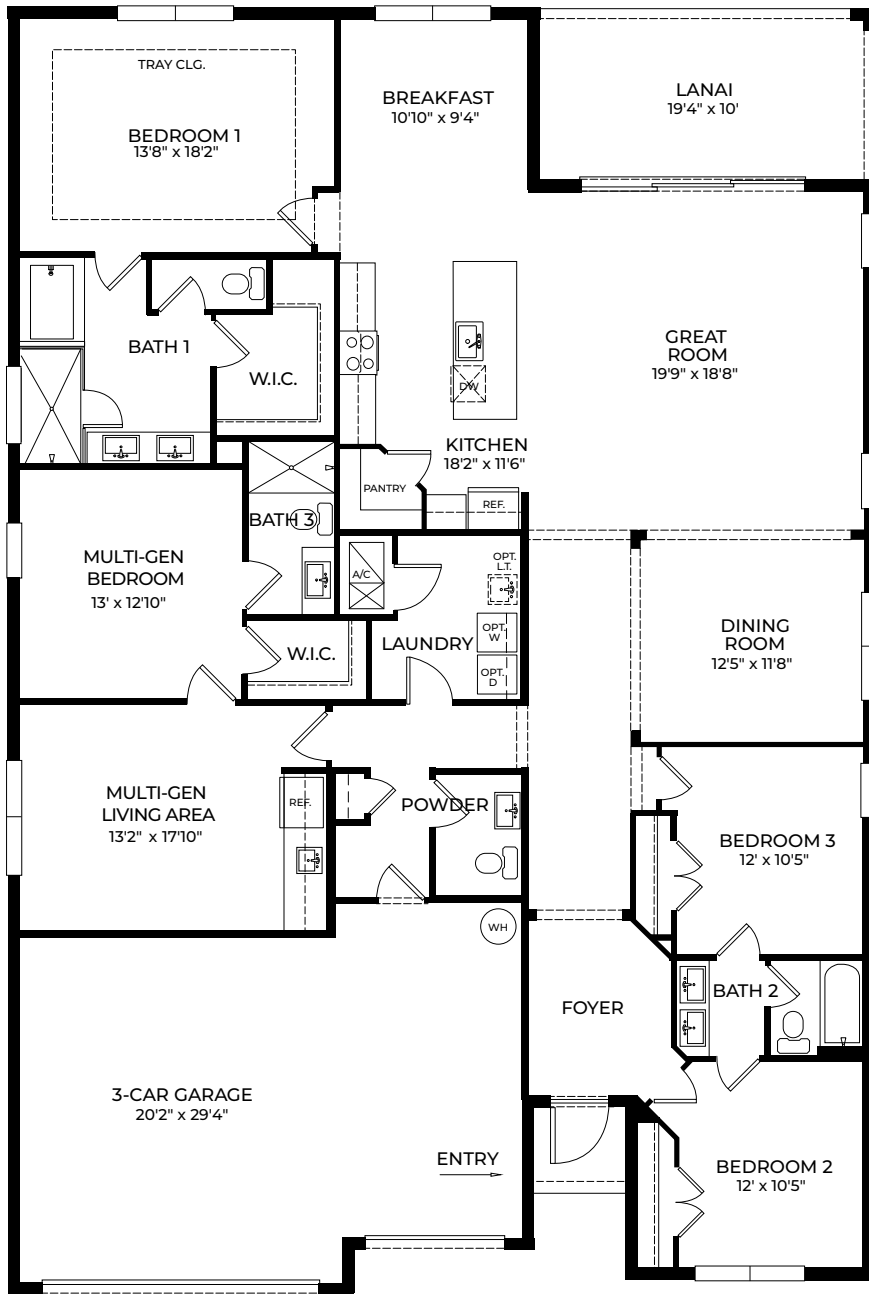 TRAY CLG.
BEDROOM 1
13'8" x 18'2"
BREAKFAST
10'10" x 9'4"
LANAI
19'4" x 10'
BATH 1
W.I.C.
DW
GREAT
ROOM
19'9" x 18'8"
KITCHEN
18'2" x 11'6"
PANTRY
REF.
BATH 3
MULTI-GEN
BEDROOM
13' x 12'10"
A/C
OPT.
L.T.
OPT.
W
LAUNDRY
OPT.
D
W.I.C.
DINING
ROOM
12'5" x 11'8"
MULTI-GEN
LIVING AREA
13'2" x 17'10"
REF.
POWDER
BEDROOM 3
12' x 10'5"
WH
FOYER
BATH 2
3-CAR GARAGE
20'2" x 29'4"
ENTRY
BEDROOM 2
12' x 10'5"